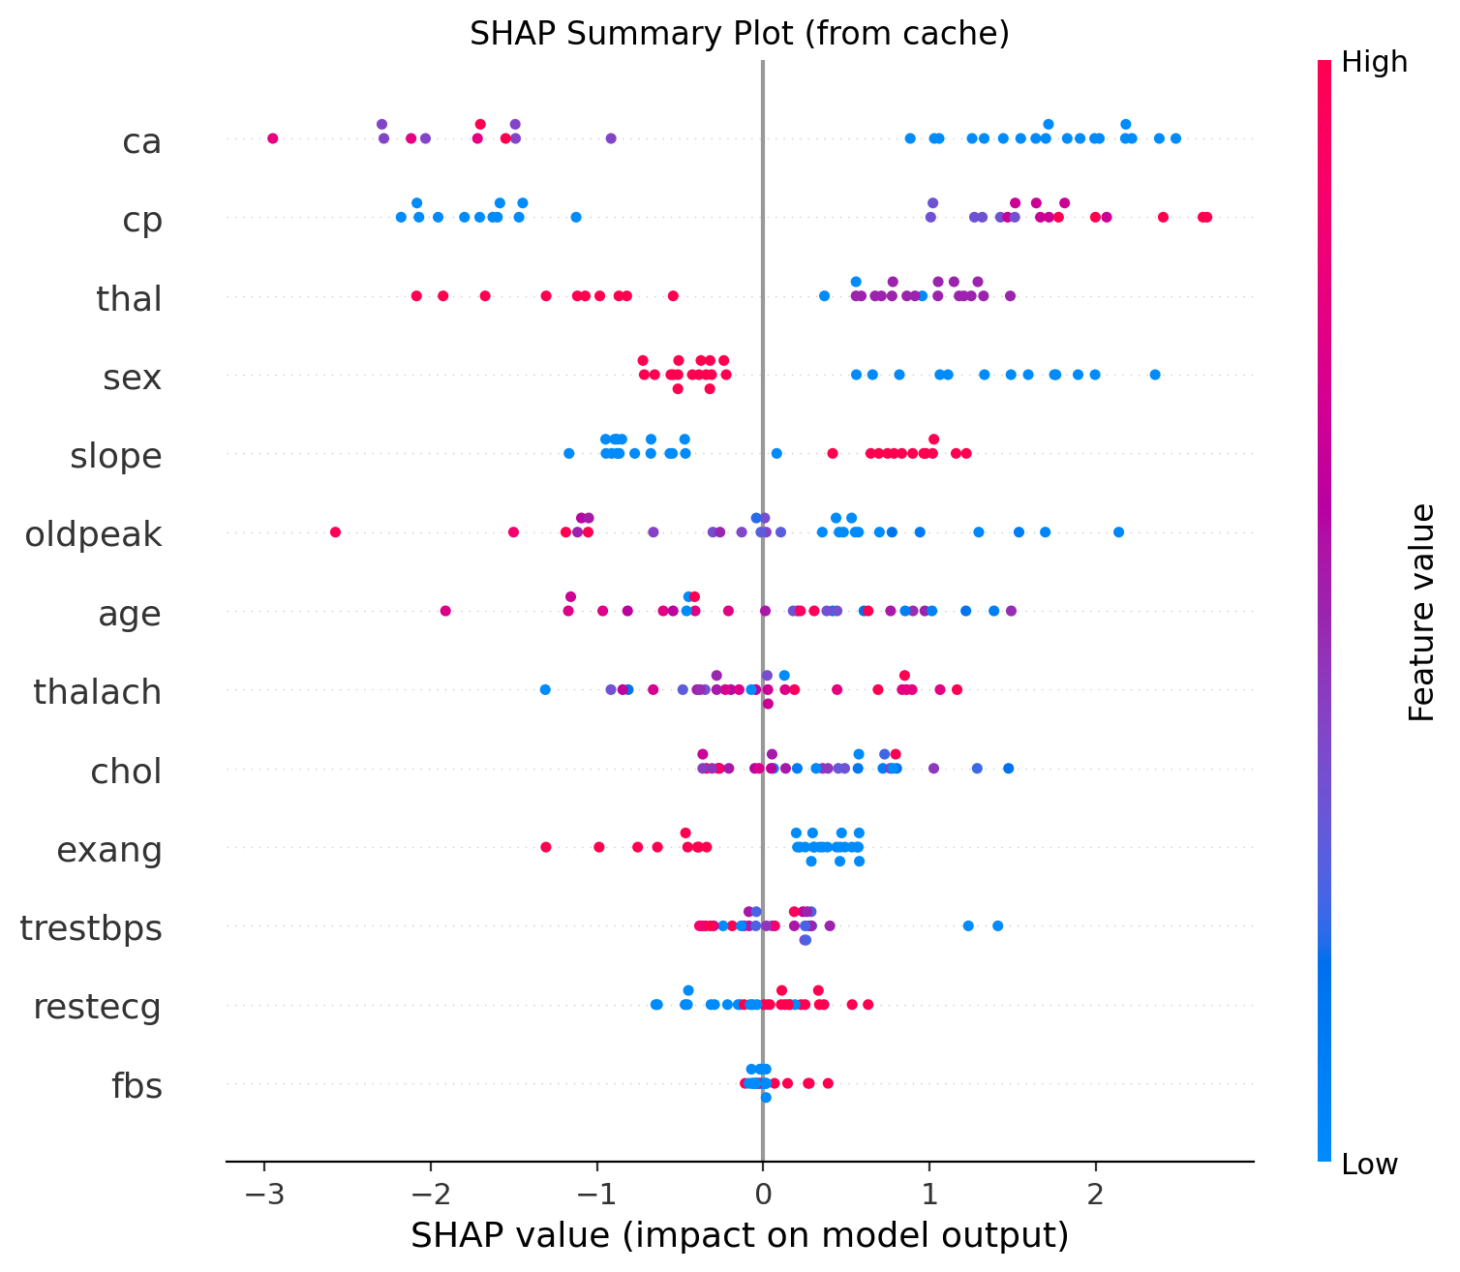 SHAP Summary Plot (from cache)
High
ca
cp
thal
sex
slope
oldpeak
age
thalach
chol
exang
trestbps
restecg
fbs
Feature value
Low
−3 −2 −1 0 1 2
SHAP value (impact on model output)